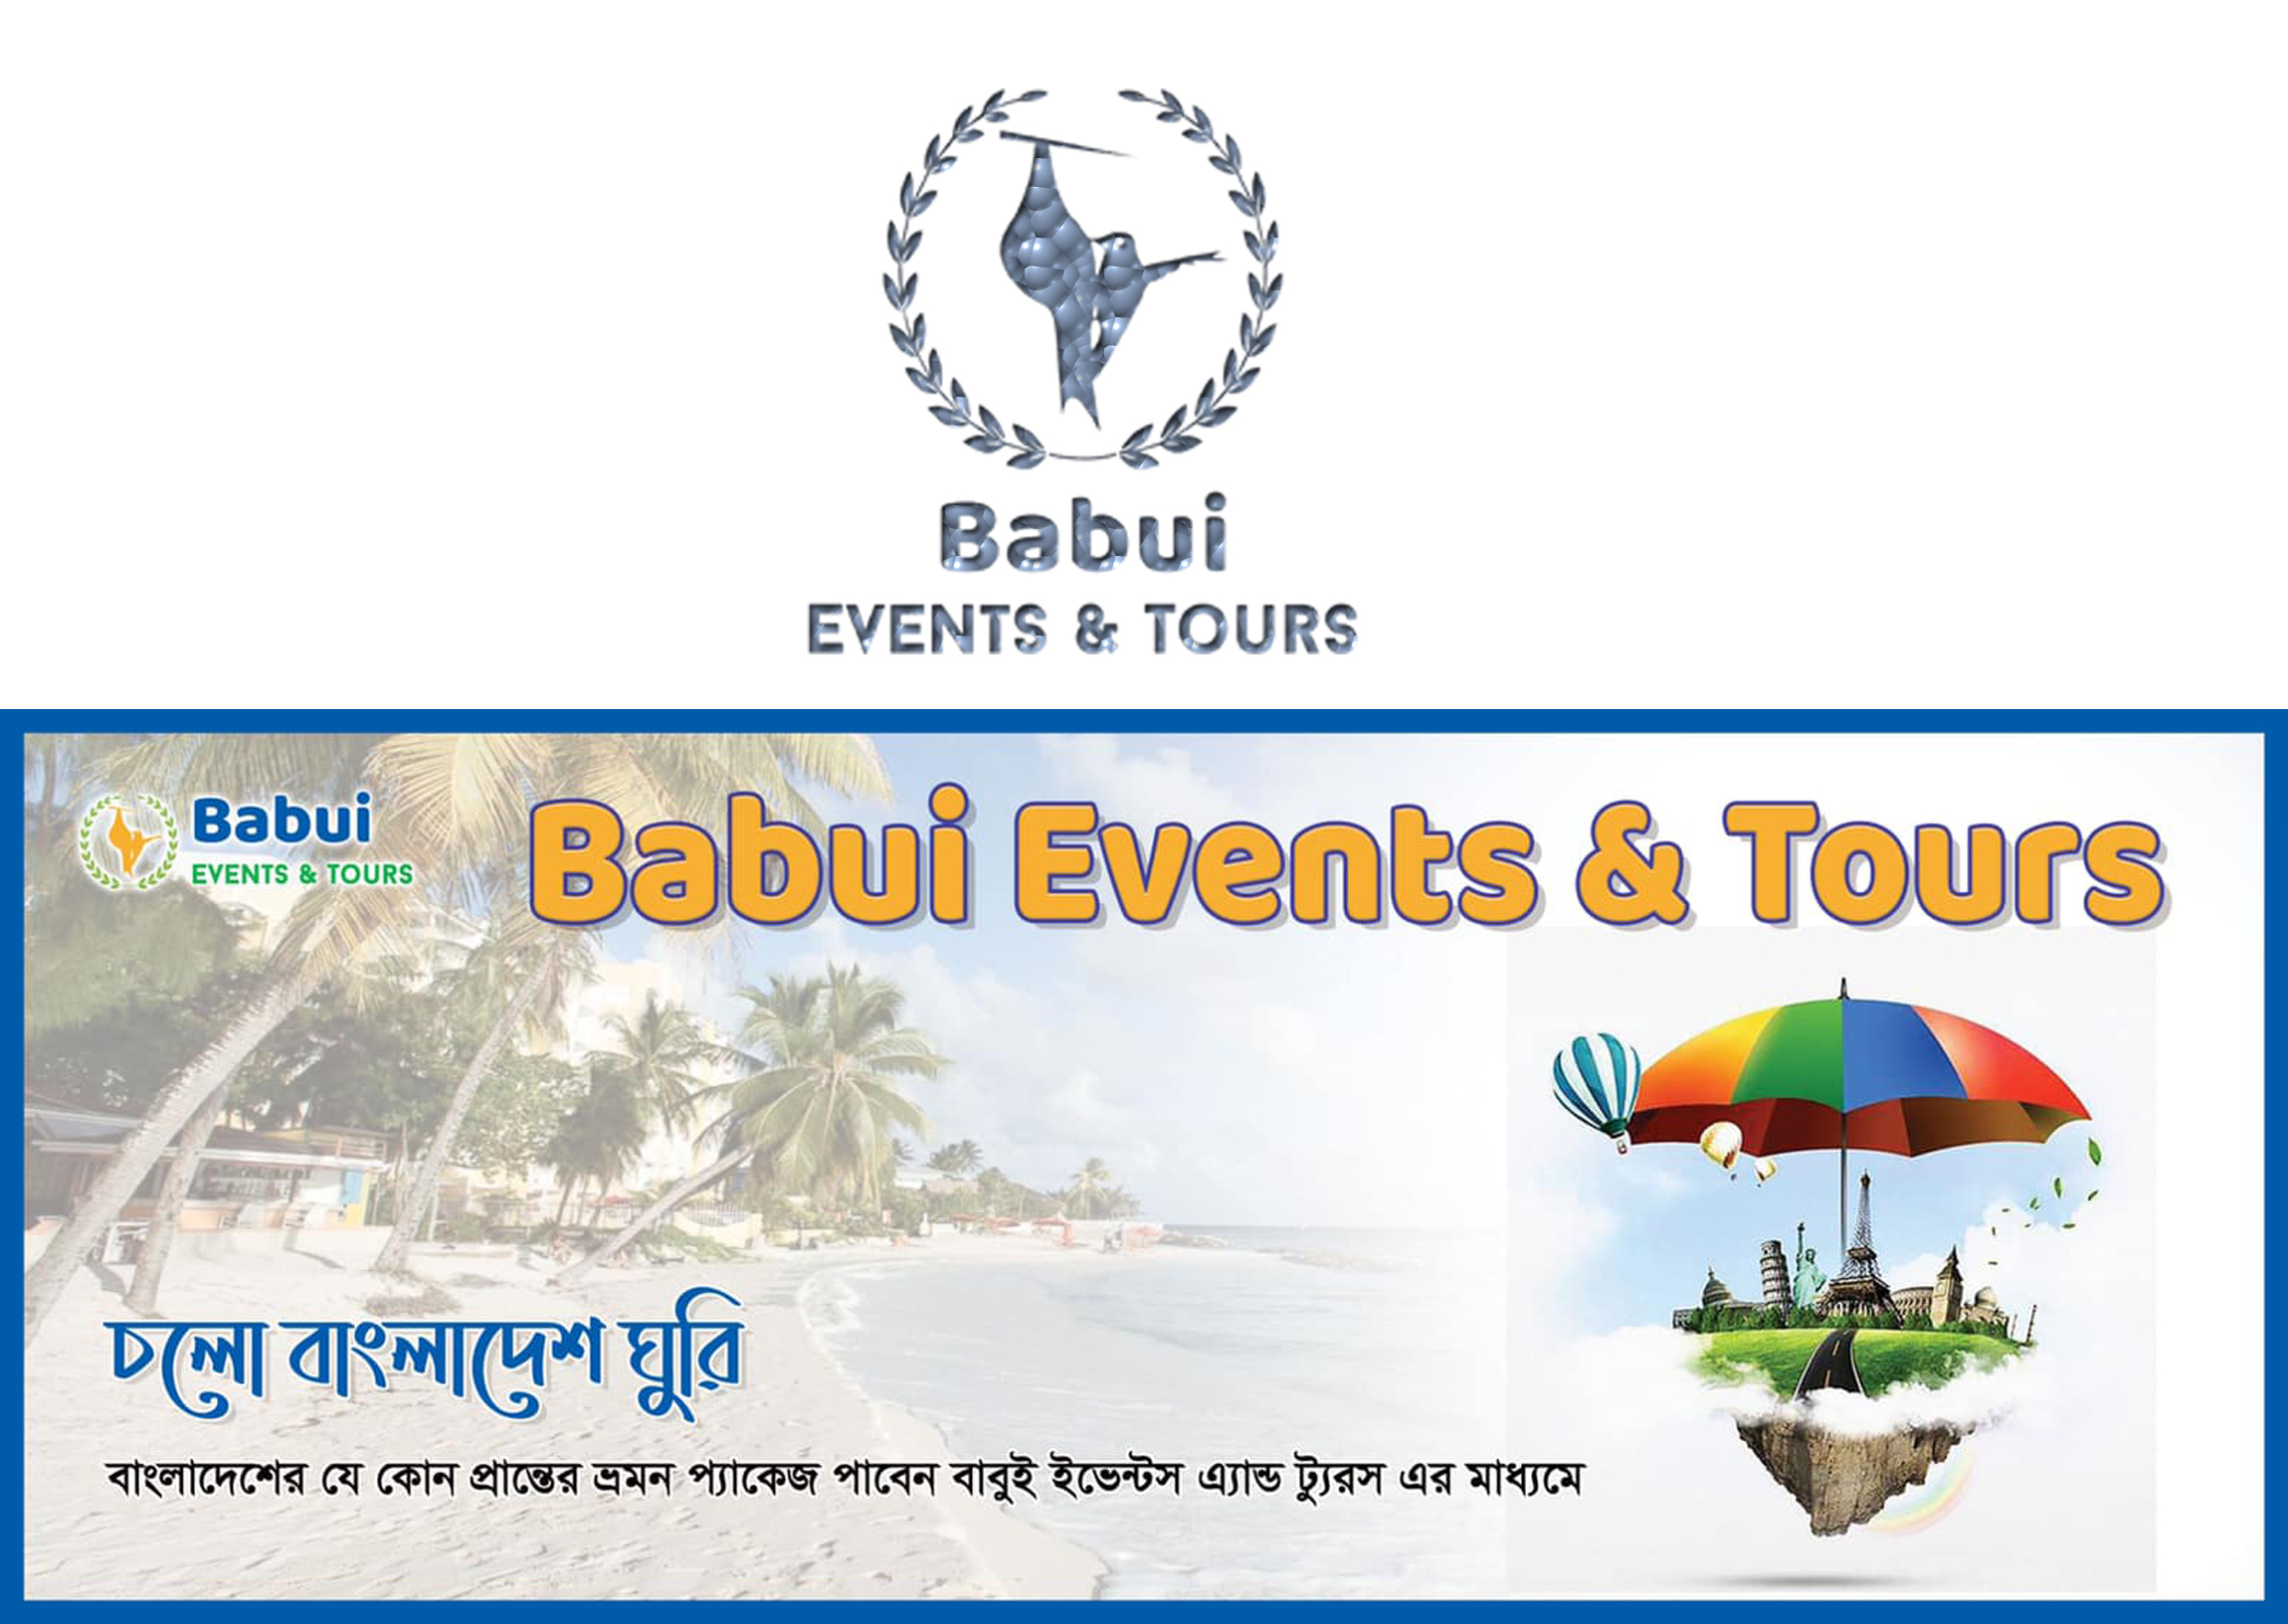 Babui
EVENTS & TOURS
Babui
EVENTS & TOURS
Babui Events & Tours
চলো বাংলাদেশ ঘুরি
বাংলাদেশের যে কোন প্রান্তের ভ্রমন প্যাকেজ পাবেন বাবুই ইভেন্টস এ্যান্ড ট্যুরস এর মাধ্যমে